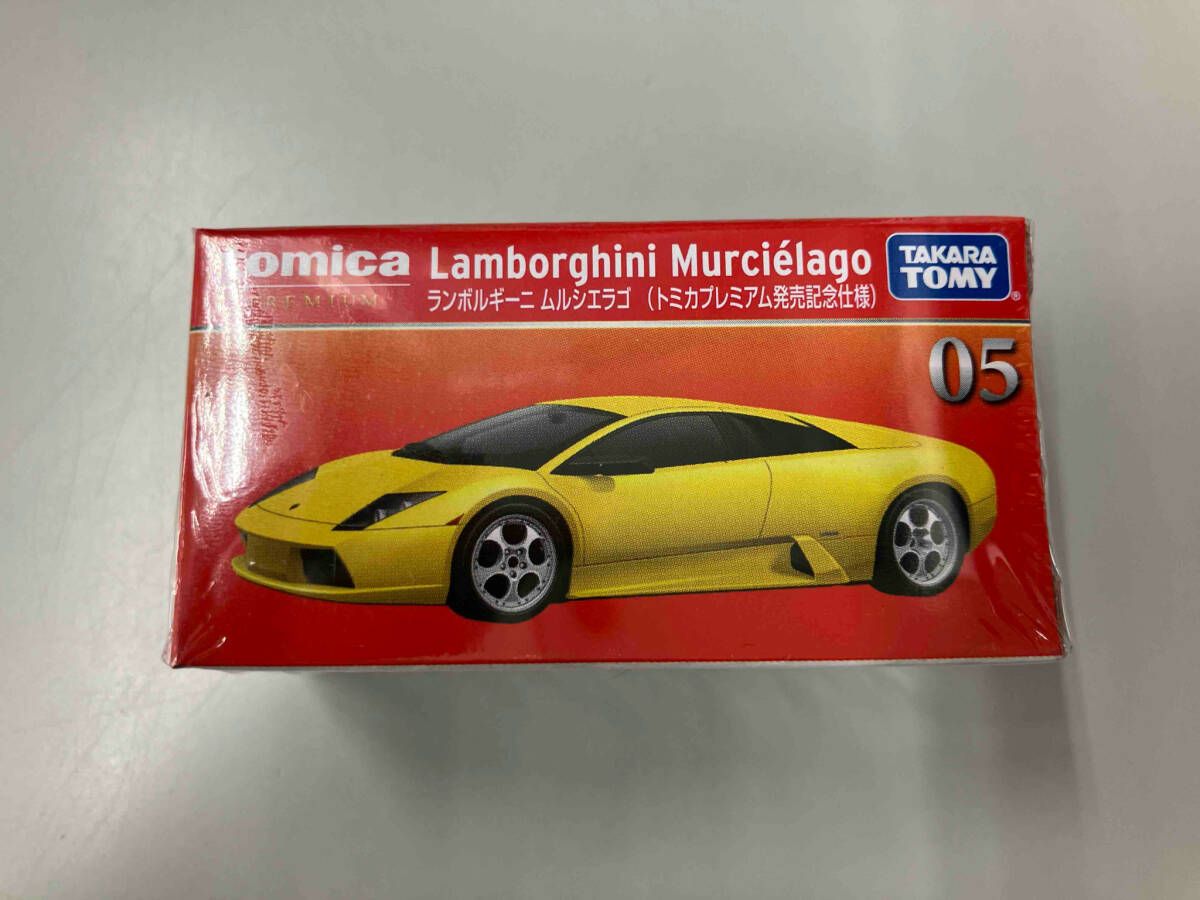 tomica Lamborghini Murciélago
PREMIUM
ランボルギーニ ムルシエラゴ （トミカプレミアム発売記念仕様）
TAKARA
TOMY®
05